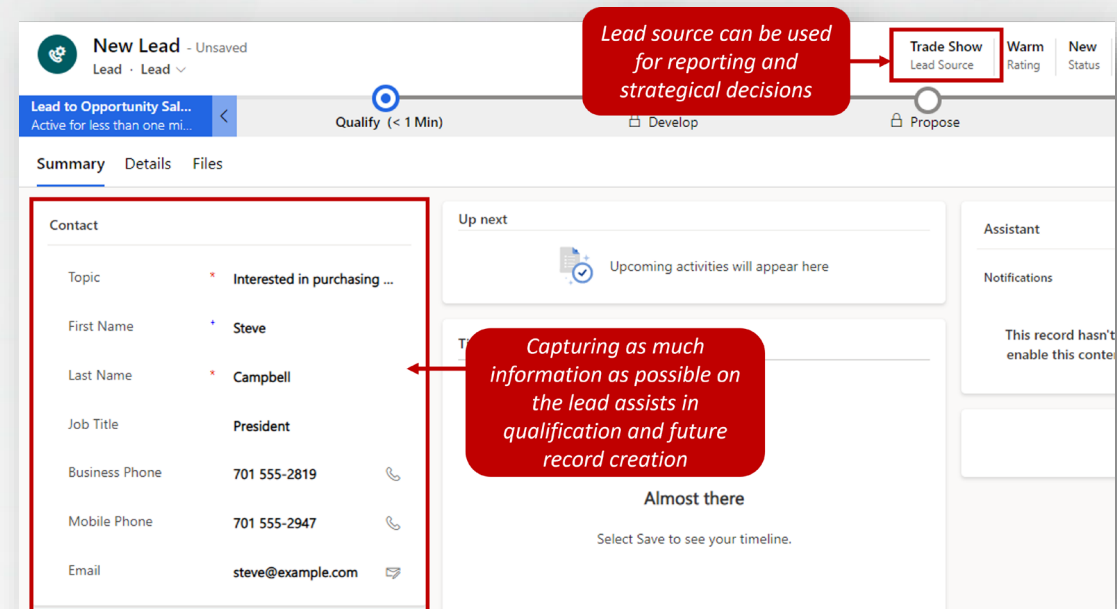 New Lead - Unsaved
Lead · Lead
Lead source can be used
for reporting and
strategical decisions
Trade Show
Lead Source
Warm
Rating
New
Status
Lead to Opportunity Sal...
Active for less than one mi...
Qualify (< 1 Min)
Develop
Propose
Summary Details Files
Contact
Topic * Interested in purchasing ...
First Name + Steve
Last Name * Campbell
Job Title President
Business Phone 701 555-2819
Mobile Phone 701 555-2947
Email steve@example.com
Up next
Upcoming activities will appear here
Capturing as much
information as possible on
the lead assists in
qualification and future
record creation
Almost there
Select Save to see your timeline.
Assistant
Notifications
This record hasn't
enable this conte